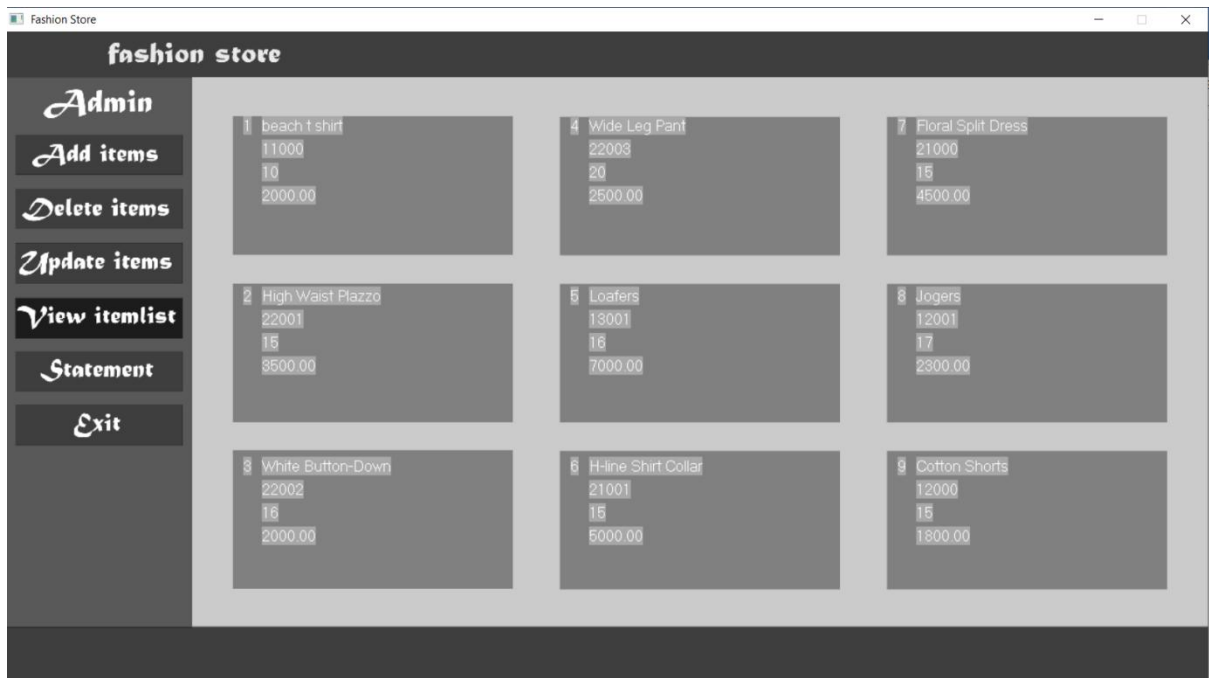 Fashion Store
fashion store
Admin
Add items
Delete items
Update items
View itemlist
Statement
Exit
1 beach t shirt
11000
10
2000.00
2 High Waist Plazzo
22001
15
3500.00
3 White Button-Down
22002
16
2000.00
4 Wide Leg Pant
22003
20
2500.00
5 Loafers
13001
16
7000.00
6 H-line Shirt Collar
21001
15
5000.00
7 Floral Split Dress
21000
15
4500.00
8 Jogers
12001
17
2300.00
9 Cotton Shorts
12000
15
1800.00